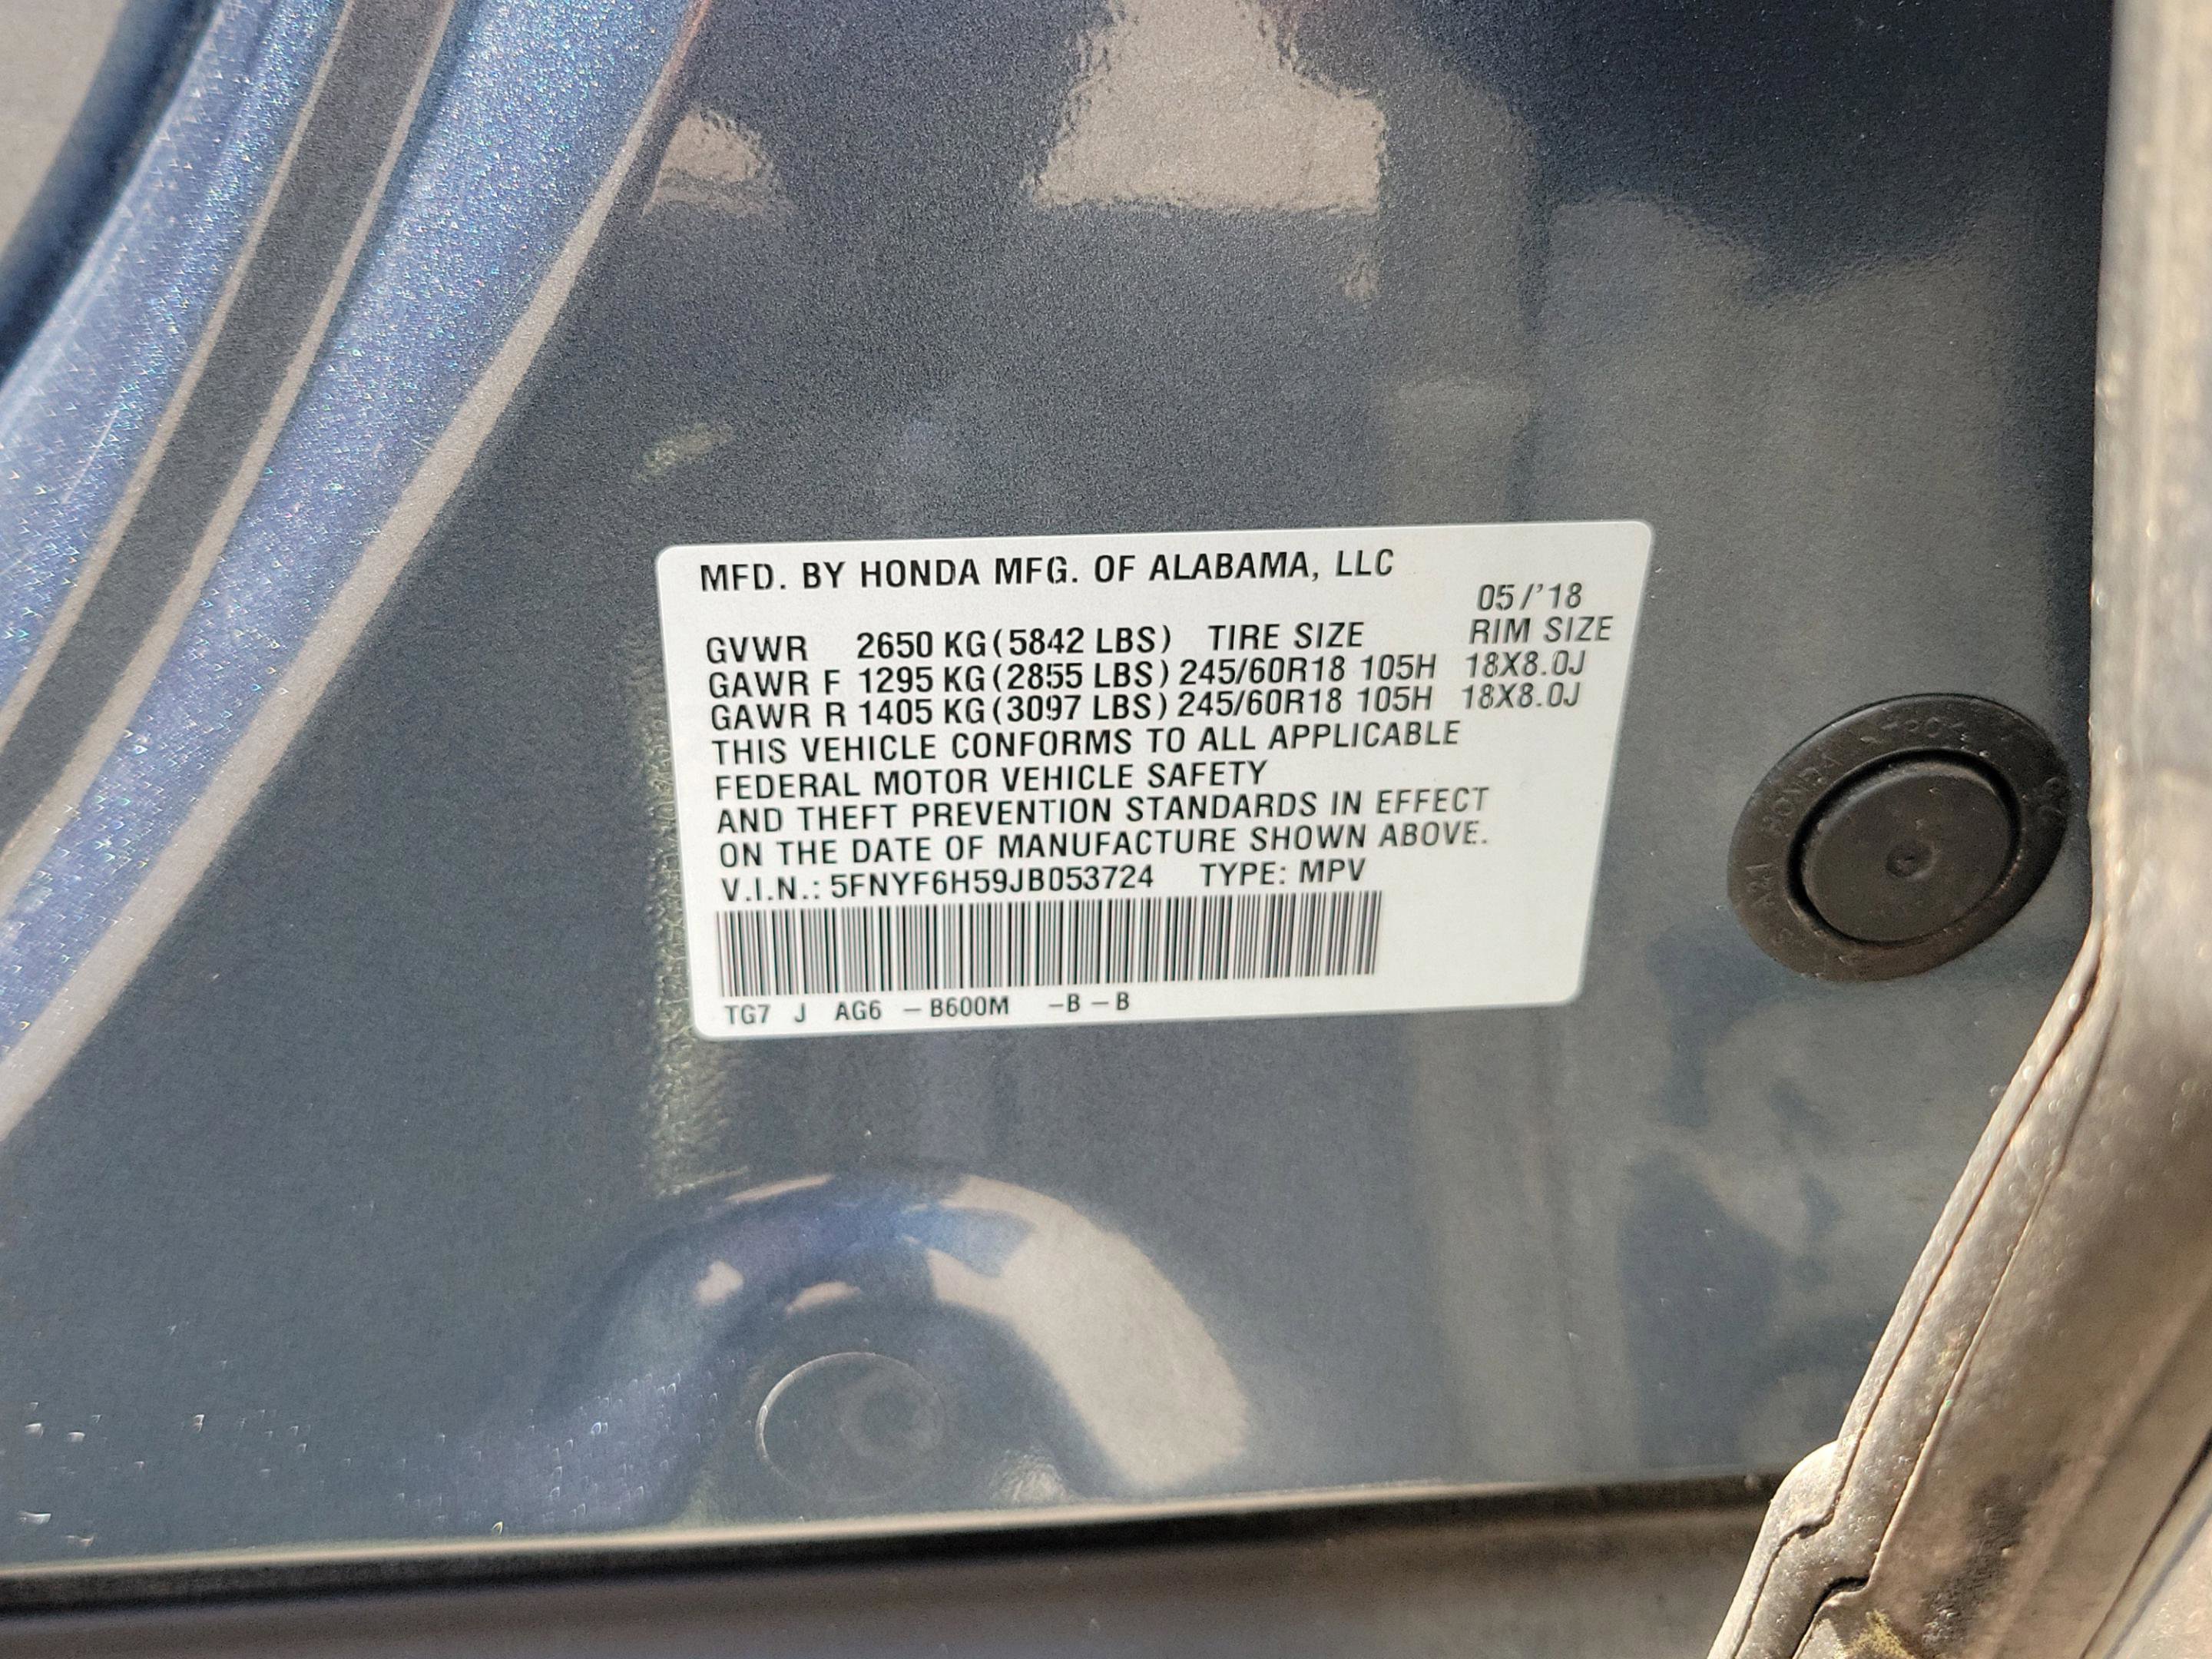 MFD. BY HONDA MFG. OF ALABAMA, LLC
05/'18
GVWR 2650 KG (5842 LBS) TIRE SIZE RIM SIZE
GAWR F 1295 KG (2855 LBS) 245/60R18 105H 18X8.0J
GAWR R 1405 KG (3097 LBS) 245/60R18 105H 18X8.0J
THIS VEHICLE CONFORMS TO ALL APPLICABLE
FEDERAL MOTOR VEHICLE SAFETY
AND THEFT PREVENTION STANDARDS IN EFFECT
ON THE DATE OF MANUFACTURE SHOWN ABOVE.
V.I.N.: 5FNYF6H59JB053724 TYPE: MPV
TG7 J AG6 – B600M –B – B
HONDA